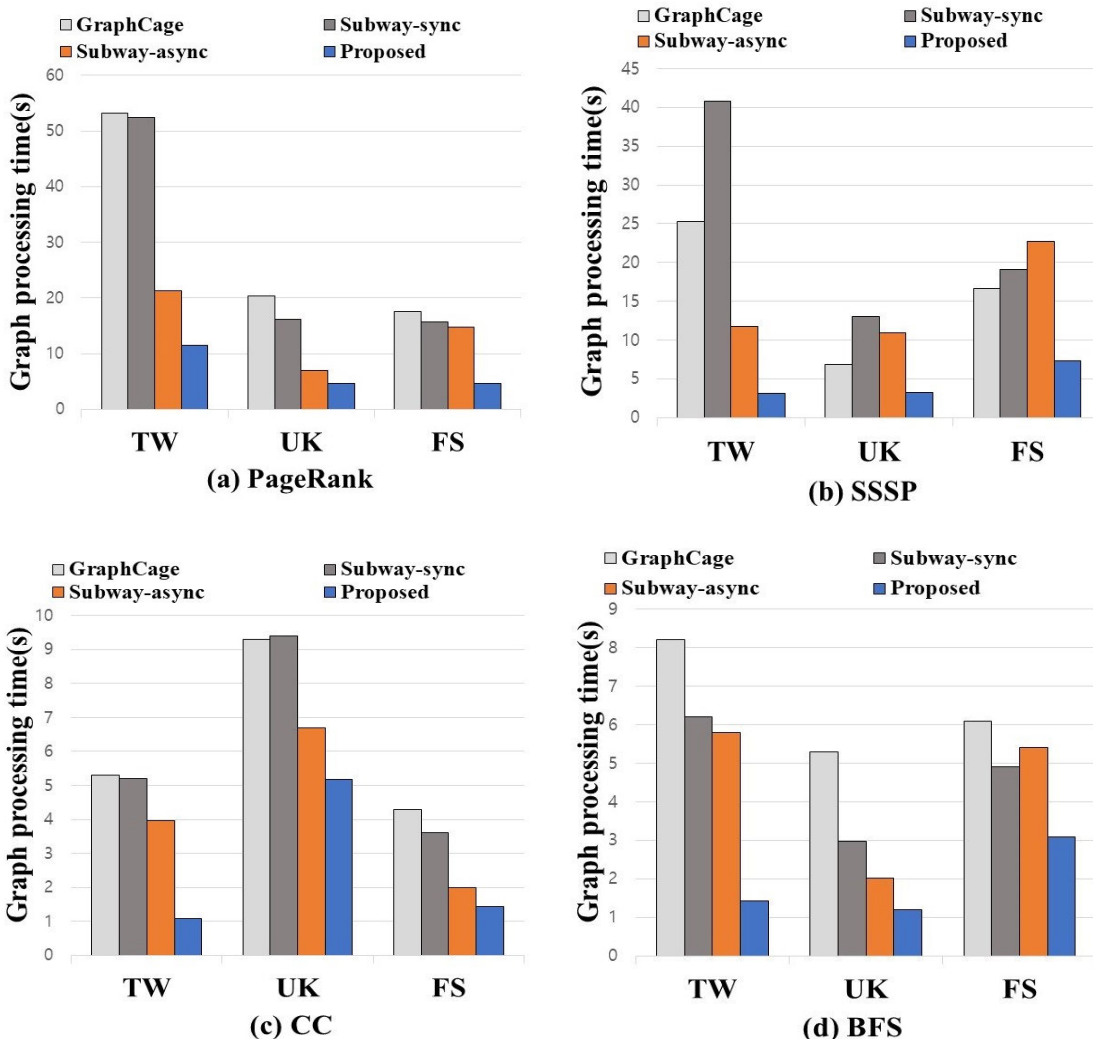 GraphCage Subway-sync
Subway-async Proposed
Graph processing time(s)
60
50
40
30
20
10
0
TW UK FS
(a) PageRank
GraphCage Subway-sync
Subway-async Proposed
Graph processing time(s)
45
40
35
30
25
20
15
10
5
0
TW UK FS
(b) SSSP
GraphCage Subway-sync
Subway-async Proposed
Graph processing time(s)
10
9
8
7
6
5
4
3
2
1
0
TW UK FS
(c) CC
GraphCage Subway-sync
Subway-async Proposed
Graph processing time(s)
9
8
7
6
5
4
3
2
1
0
TW UK FS
(d) BFS